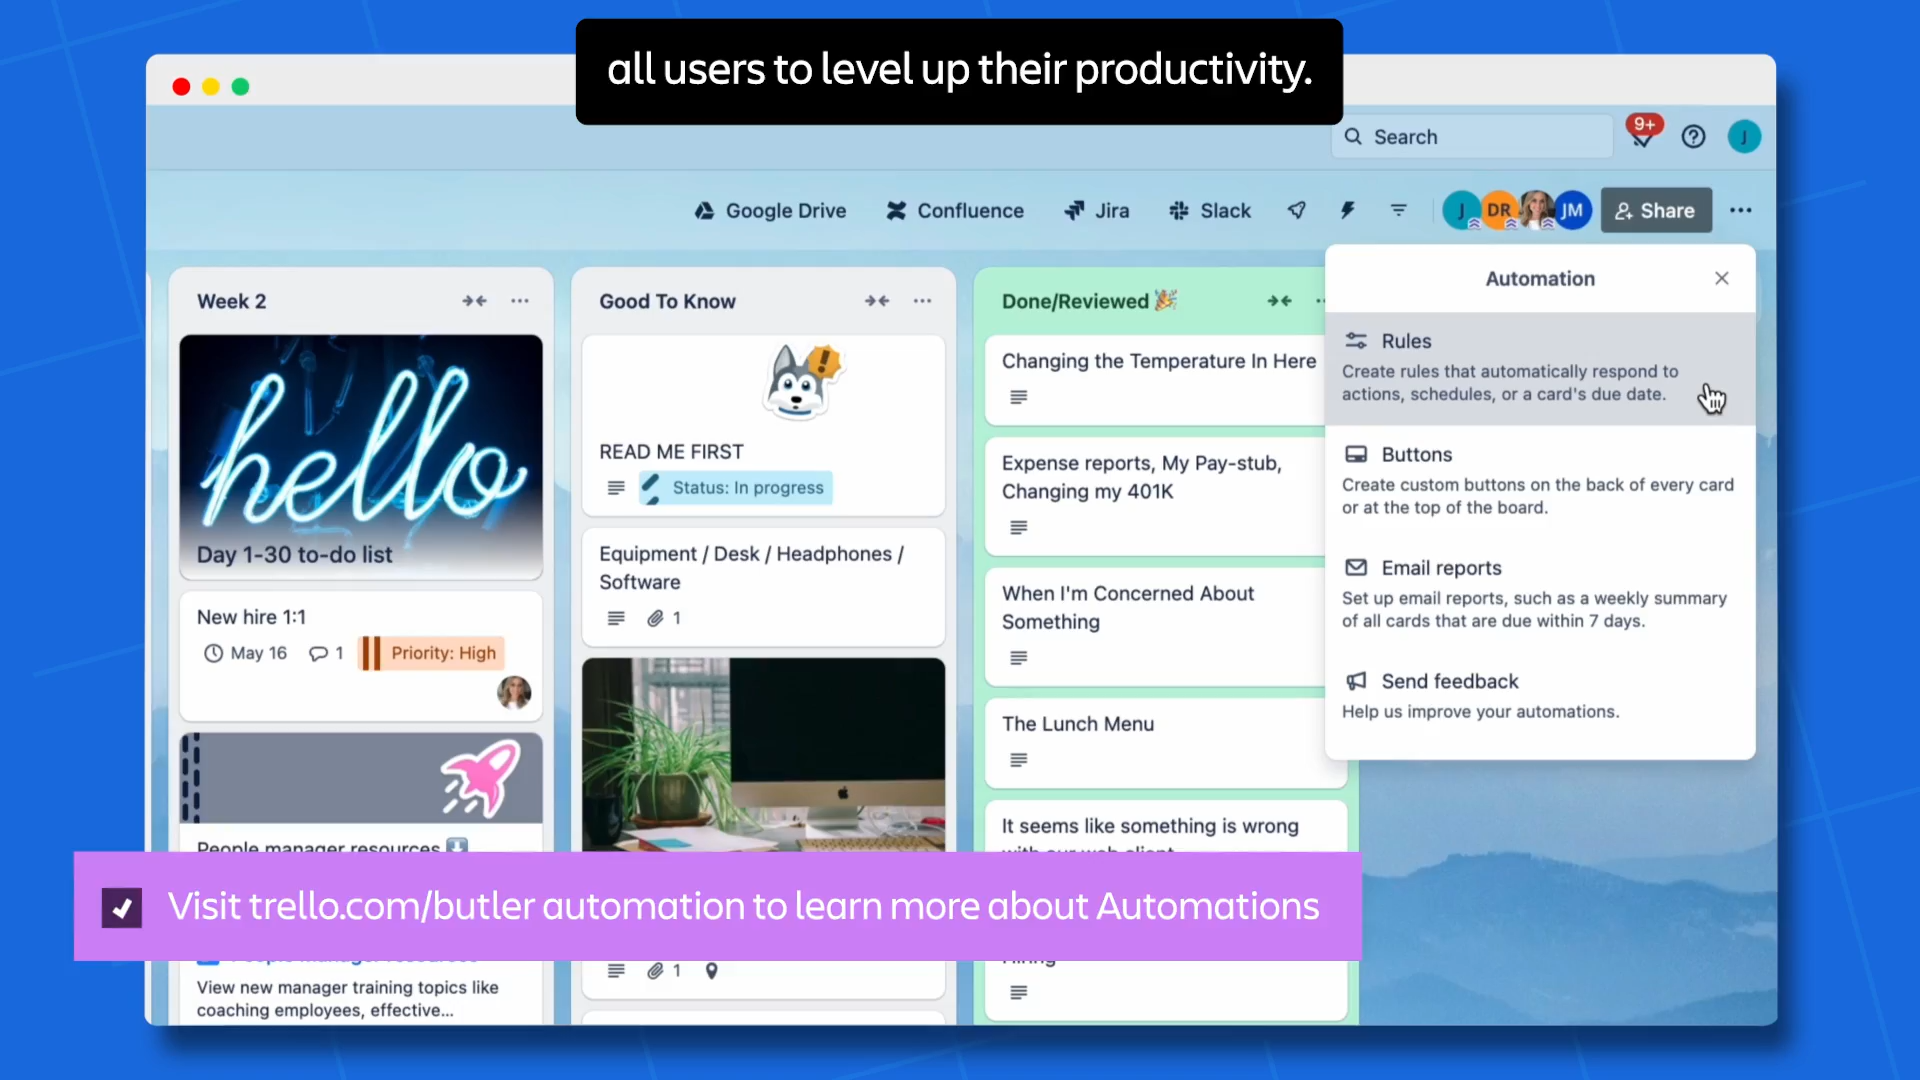 all users to level up their productivity.
Search
9+
J
Google Drive
Confluence
Jira
Slack
J
DR
JM
Share
Week 2
hello
Day 1-30 to-do list
New hire 1:1
May 16
1
Priority: High
People manager resources
View new manager training topics like
coaching employees, effective...
Good To Know
READ ME FIRST
Status: In progress
Equipment / Desk / Headphones /
Software
1
1
Done/Reviewed
Changing the Temperature In Here
Expense reports, My Pay-stub,
Changing my 401K
When I'm Concerned About
Something
The Lunch Menu
It seems like something is wrong
with our web client
Hiring
Automation
Rules
Create rules that automatically respond to
actions, schedules, or a card's due date.
Buttons
Create custom buttons on the back of every card
or at the top of the board.
Email reports
Set up email reports, such as a weekly summary
of all cards that are due within 7 days.
Send feedback
Help us improve your automations.
Visit trello.com/butler automation to learn more about Automations